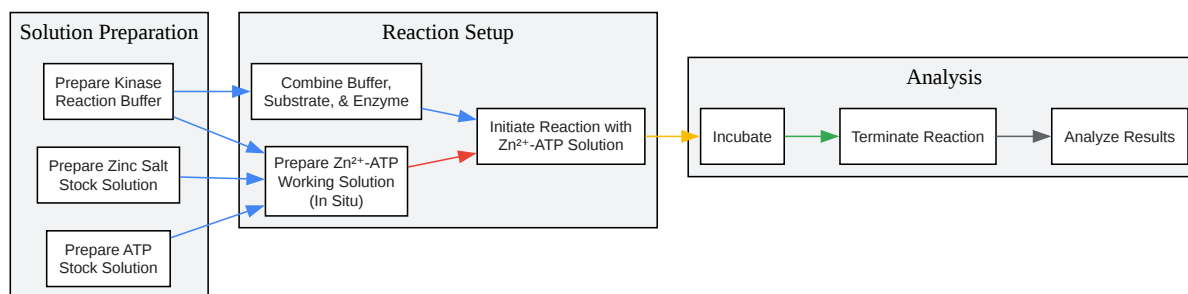 Solution Preparation
Prepare Kinase
Reaction Buffer
Prepare Zinc Salt
Stock Solution
Prepare ATP
Stock Solution
Reaction Setup
Combine Buffer,
Substrate, & Enzyme
Prepare Zn²⁺-ATP
Working Solution
(In Situ)
Initiate Reaction with
Zn²⁺-ATP Solution
Analysis
Incubate
Terminate Reaction
Analyze Results